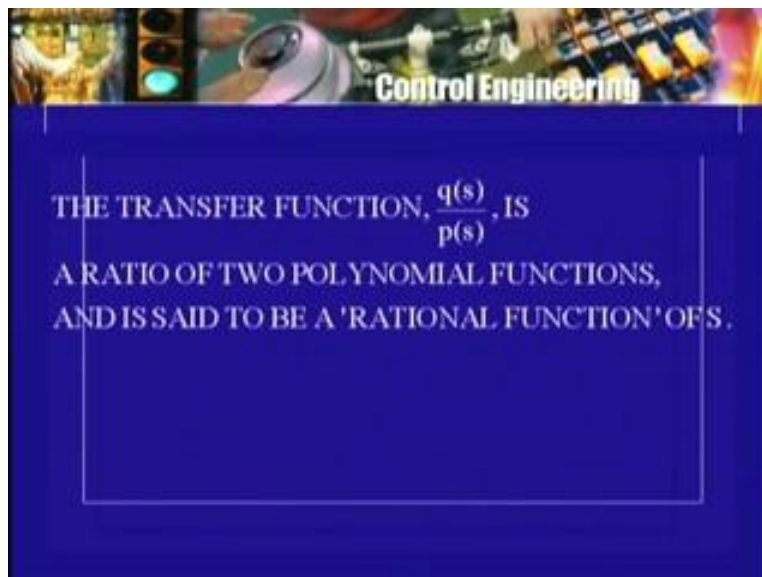 Control Engineering
THE TRANSFER FUNCTION, q(s)/p(s), IS
A RATIO OF TWO POLYNOMIAL FUNCTIONS,
AND IS SAID TO BE A 'RATIONAL FUNCTION' OF S.